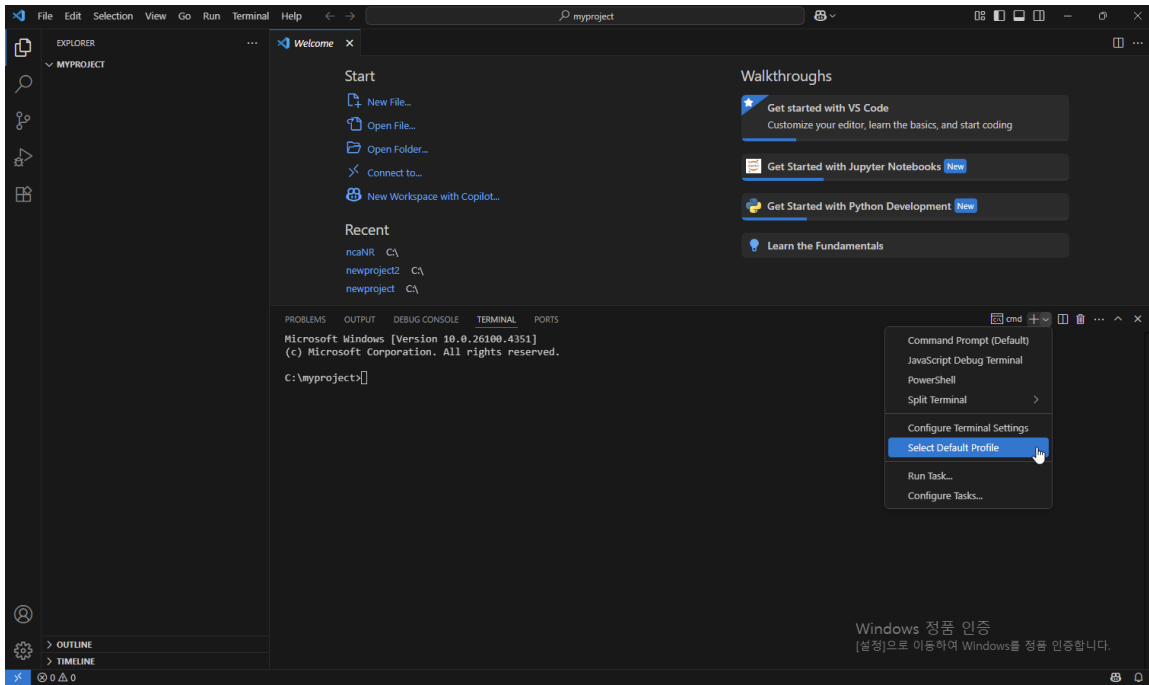 File Edit Selection View Go Run Terminal Help
myproject
EXPLORER
MYPROJECT
Welcome
Start
New File...
Open File...
Open Folder...
Connect to...
New Workspace with Copilot...
Recent
ncaNR C:\
newproject2 C:\
newproject C:\
Walkthroughs
Get started with VS Code
Customize your editor, learn the basics, and start coding
Get Started with Jupyter Notebooks New
Get Started with Python Development New
Learn the Fundamentals
PROBLEMS OUTPUT DEBUG CONSOLE TERMINAL PORTS
cmd
Microsoft Windows [Version 10.0.26100.4351]
(c) Microsoft Corporation. All rights reserved.
C:\myproject>
Command Prompt (Default)
JavaScript Debug Terminal
PowerShell
Split Terminal
Configure Terminal Settings
Select Default Profile
Run Task...
Configure Tasks...
Windows 정품 인증
[설정]으로 이동하여 Windows를 정품 인증합니다.
OUTLINE
TIMELINE
0 0